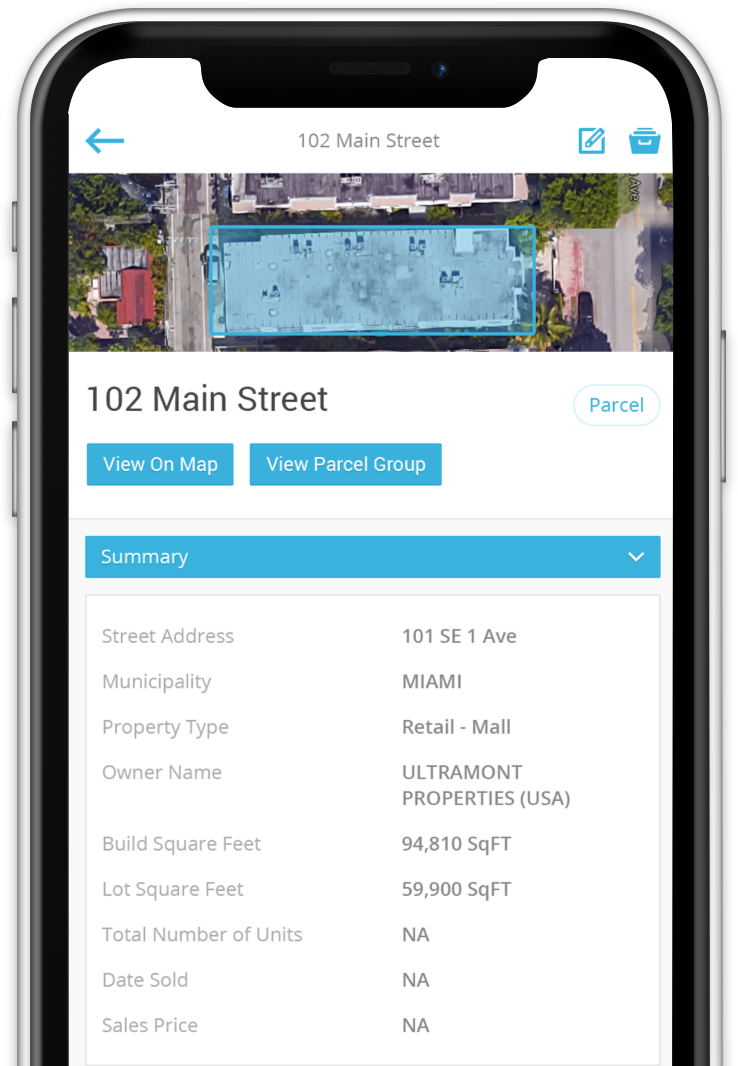 102 Main Street
Ave
102 Main Street
Parcel
View On Map
View Parcel Group
Summary
Street Address 101 SE 1 Ave
Municipality MIAMI
Property Type Retail - Mall
Owner Name ULTRAMONT
PROPERTIES (USA)
Build Square Feet 94,810 SqFT
Lot Square Feet 59,900 SqFT
Total Number of Units NA
Date Sold NA
Sales Price NA